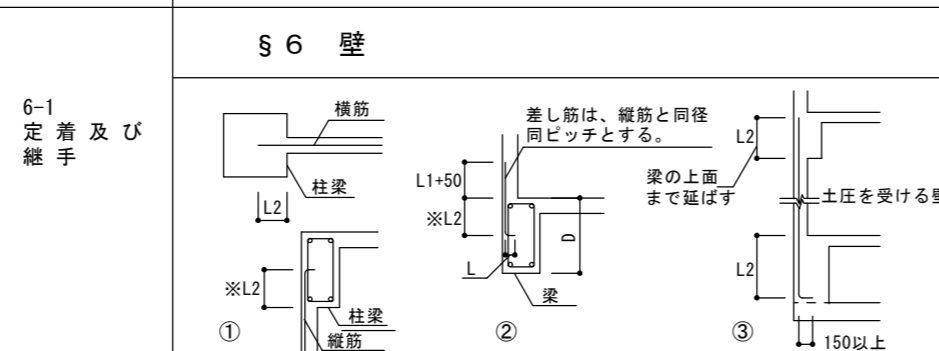 §6 壁
6-1
定着及び
継手
横筋
柱梁
L2
※L2
柱梁
縦筋
①
差し筋は、縦筋と同径
同ピッチとする。
L1+50
※L2
D
L
梁
②
梁の上面
まで延ばす
L2
土圧を受ける壁
L2
150以上
③